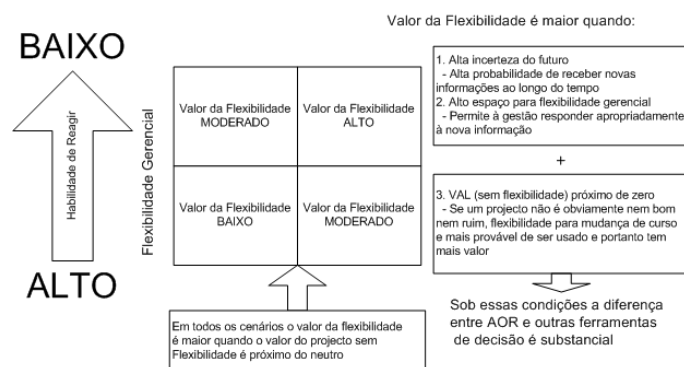 Valor da Flexibilidade é maior quando:
BAIXO
Habilidade de Reagir
ALTO
Flexibilidade Gerencial
Valor da Flexibilidade
MODERADO
Valor da Flexibilidade
ALTO
Valor da Flexibilidade
BAIXO
Valor da Flexibilidade
MODERADO
Em todos os cenários o valor da flexibilidade
é maior quando o valor do projecto sem
Flexibilidade é próximo do neutro
1. Alta incerteza do futuro
- Alta probabilidade de receber novas
informações ao longo do tempo
2. Alto espaço para flexibilidade gerencial
- Permite à gestão responder apropriadamente
à nova informação
+
3. VAL (sem flexibilidade) próximo de zero
- Se um projecto não é obviamente nem bom
nem ruim, flexibilidade para mudança de curso
e mais provável de ser usado e portanto tem
mais valor
Sob essas condições a diferença
entre AOR e outras ferramentas
de decisão é substancial